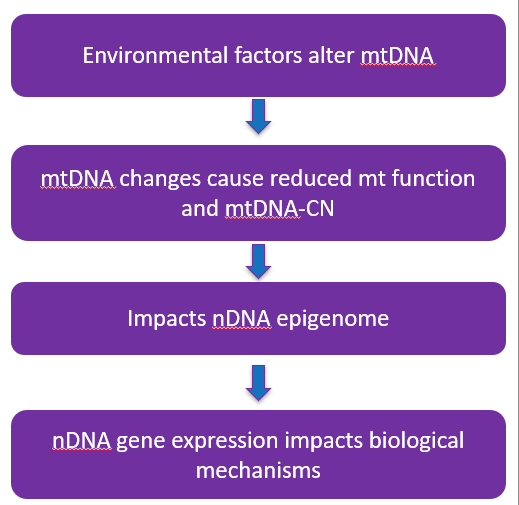 Environmental factors alter mtDNA
mtDNA changes cause reduced mt function
and mtDNA-CN
Impacts nDNA epigenome
nDNA gene expression impacts biological
mechanisms